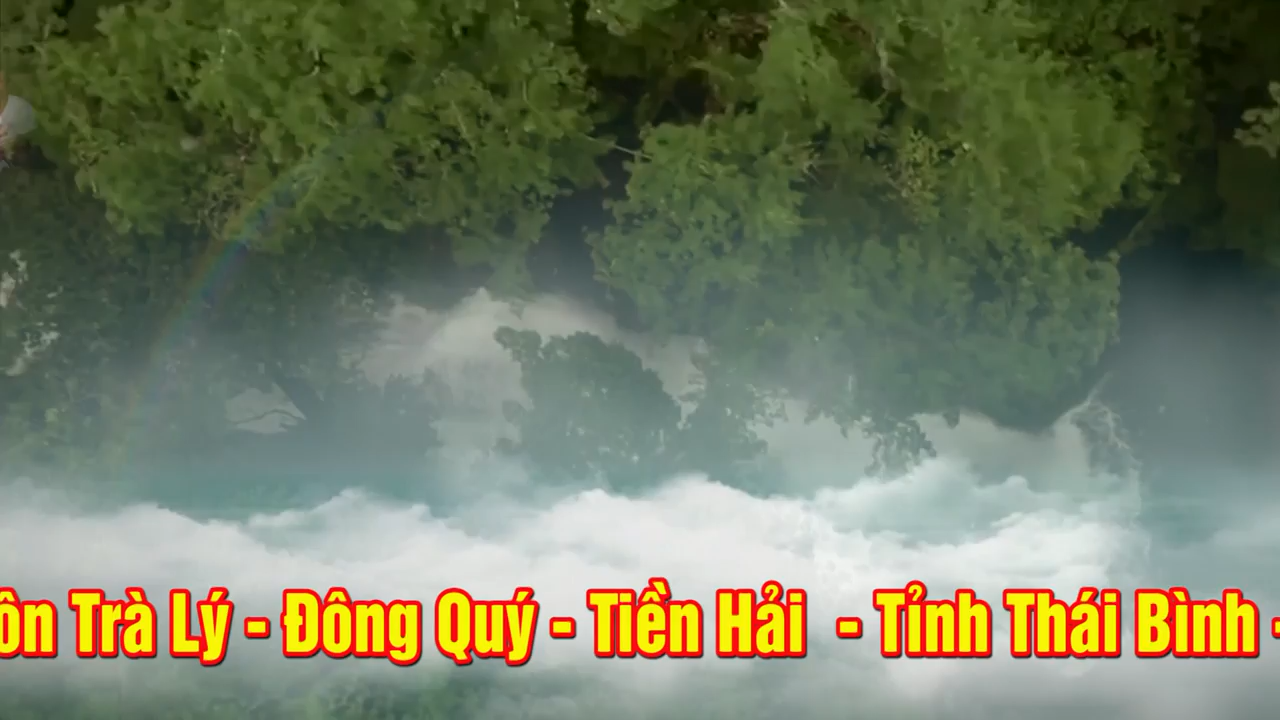 ôn Trà Lý - Đông Quý - Tiền Hải - Tỉnh Thái Bình -